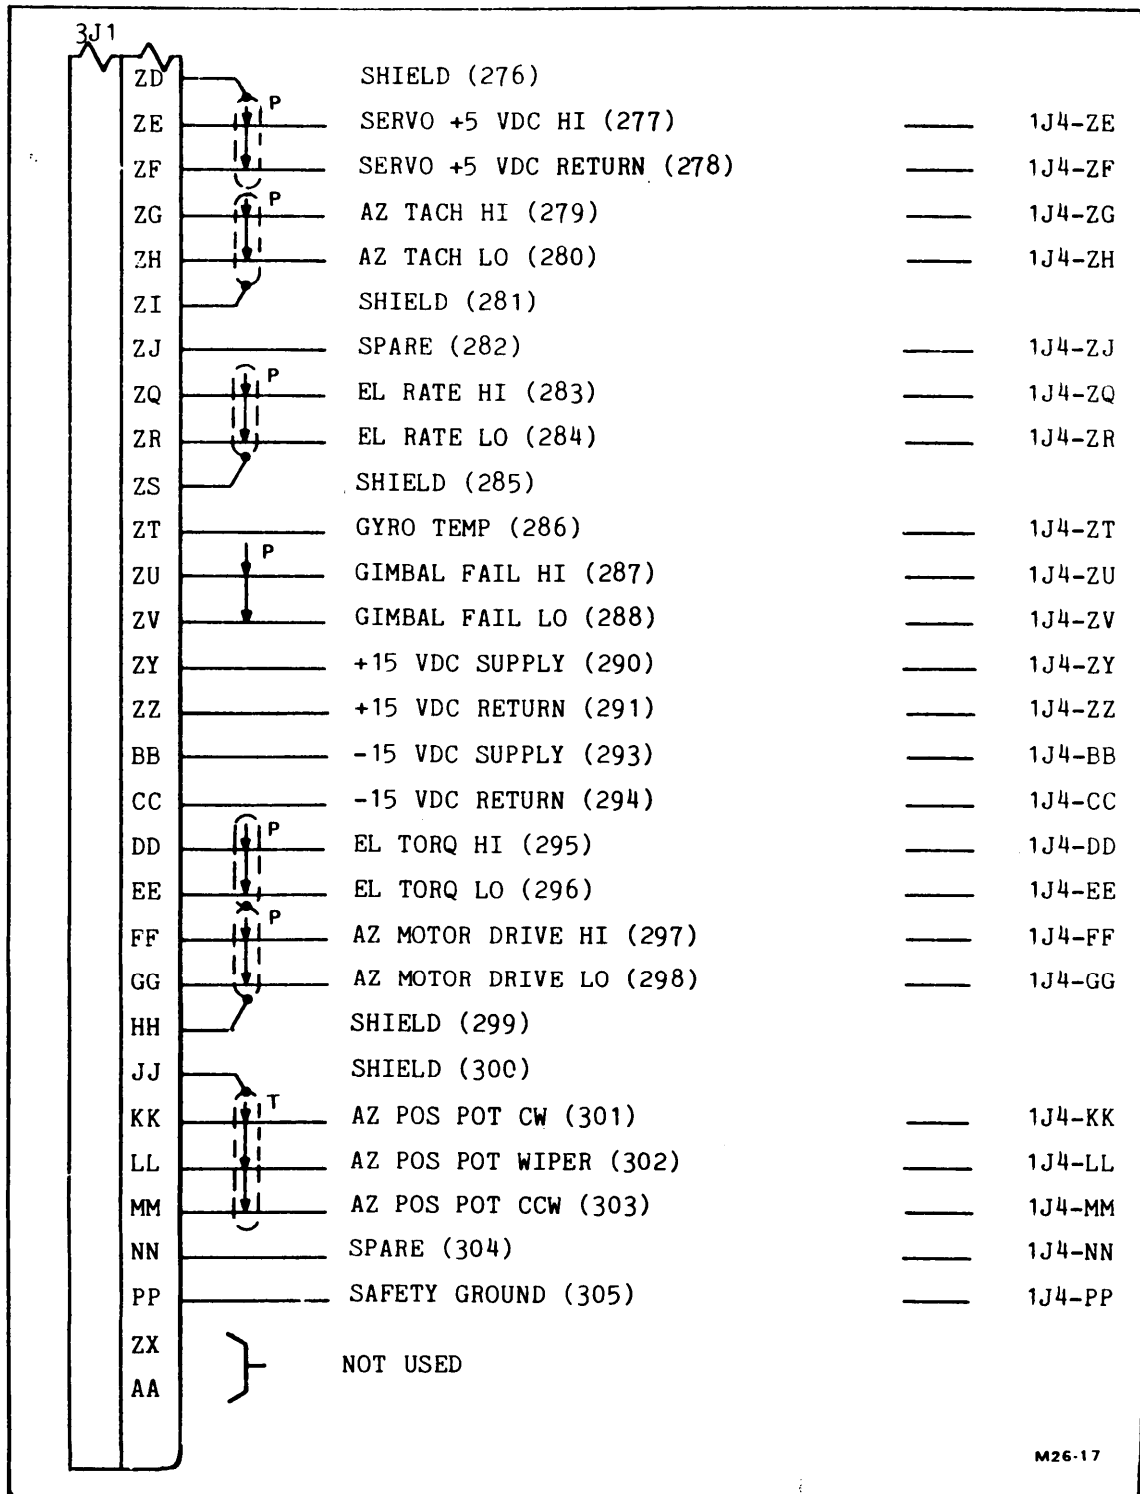 3J1
ZD SHIELD (276)
P
ZE SERVO +5 VDC HI (277) 1J4-ZE
ZF SERVO +5 VDC RETURN (278) 1J4-ZF
P
ZG AZ TACH HI (279) 1J4-ZG
ZH AZ TACH LO (280) 1J4-ZH
ZI SHIELD (281)
ZJ SPARE (282) 1J4-ZJ
P
ZQ EL RATE HI (283) 1J4-ZQ
ZR EL RATE LO (284) 1J4-ZR
ZS SHIELD (285)
ZT GYRO TEMP (286) 1J4-ZT
P
ZU GIMBAL FAIL HI (287) 1J4-ZU
ZV GIMBAL FAIL LO (288) 1J4-ZV
ZY +15 VDC SUPPLY (290) 1J4-ZY
ZZ +15 VDC RETURN (291) 1J4-ZZ
BB -15 VDC SUPPLY (293) 1J4-BB
CC -15 VDC RETURN (294) 1J4-CC
P
DD EL TORQ HI (295) 1J4-DD
EE EL TORQ LO (296) 1J4-EE
P
FF AZ MOTOR DRIVE HI (297) 1J4-FF
GG AZ MOTOR DRIVE LO (298) 1J4-GG
HH SHIELD (299)
JJ SHIELD (300)
T
KK AZ POS POT CW (301) 1J4-KK
LL AZ POS POT WIPER (302) 1J4-LL
MM AZ POS POT CCW (303) 1J4-MM
NN SPARE (304) 1J4-NN
PP SAFETY GROUND (305) 1J4-PP
ZX
NOT USED
AA
M26-17